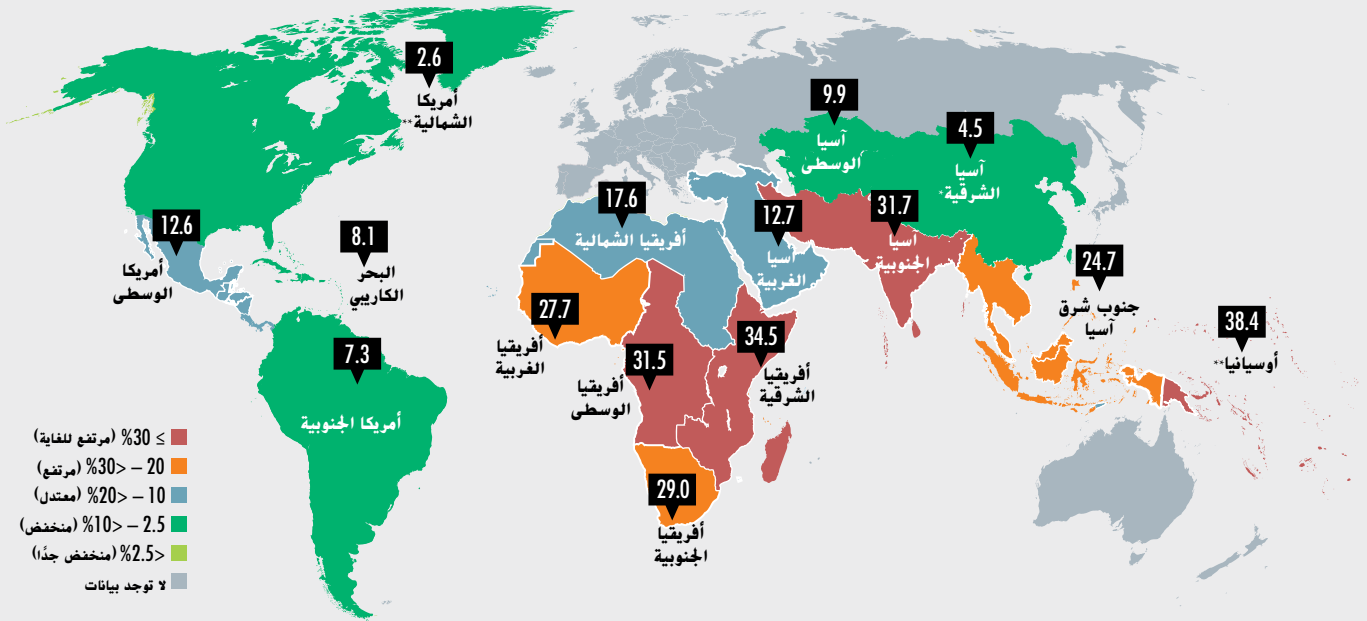 2.6
أمريكا
الشمالية**
9.9
آسيا
الوسطى
4.5
آسيا
الشرقية*
12.6
أمريكا
الوسطى
8.1
البحر
الكاريبي
17.6
أفريقيا الشمالية
12.7
آسيا
الغربية
31.7
آسيا
الجنوبية
24.7
جنوب شرق
آسيا
38.4
أوسيانيا**
27.7
أفريقيا
الغربية
31.5
أفريقيا
الوسطى
34.5
أفريقيا
الشرقية
7.3
أمريكا الجنوبية
29.0
أفريقيا
الجنوبية
≥ 30% (مرتفع للغاية)
20 – <30% (مرتفع)
10 – <20% (معتدل)
2.5 – <10% (منخفض)
<2.5% (منخفض جدًا)
لا توجد بيانات